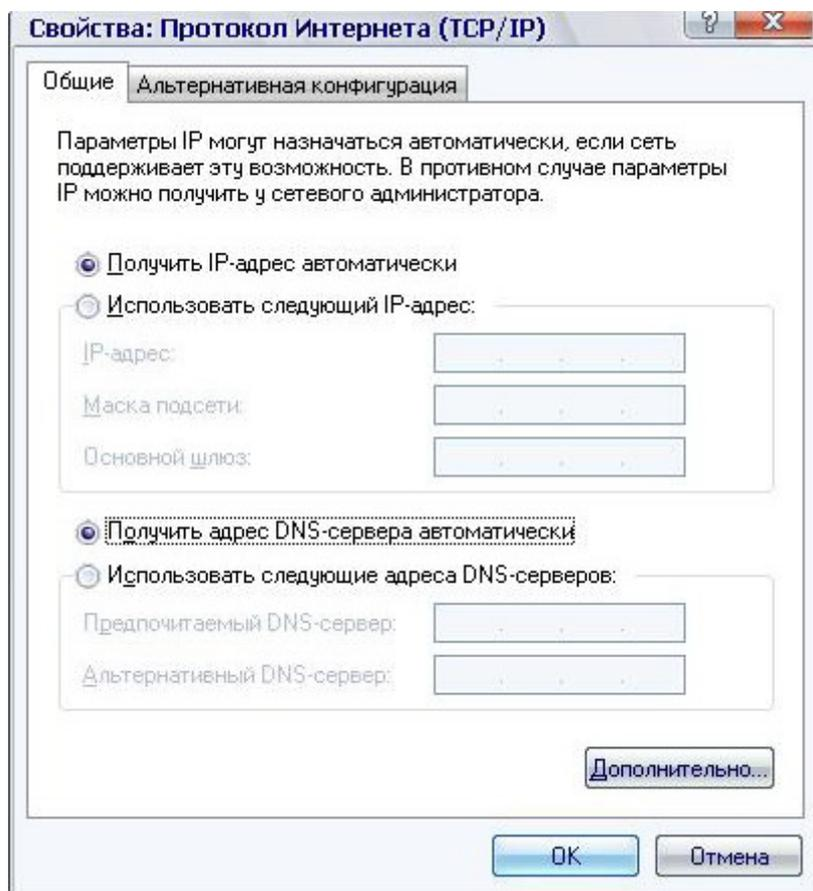 Свойства: Протокол Интернета (TCP/IP)
Общие
Альтернативная конфигурация
Параметры IP могут назначаться автоматически, если сеть
поддерживает эту возможность. В противном случае параметры
IP можно получить у сетевого администратора.
Получить IP-адрес автоматически
Использовать следующий IP-адрес:
IP-адрес:
Маска подсети:
Основной шлюз:
Получить адрес DNS-сервера автоматически
Использовать следующие адреса DNS-серверов:
Предпочитаемый DNS-сервер:
Альтернативный DNS-сервер:
Дополнительно...
OK
Отмена